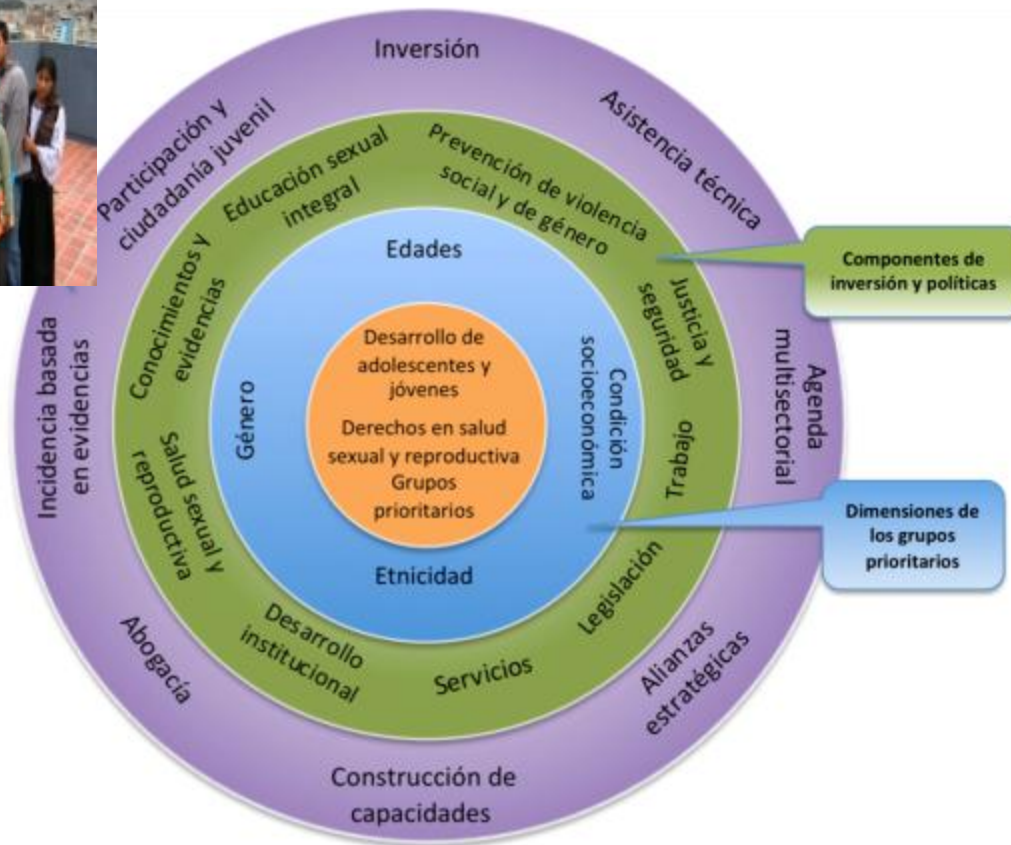 Inversión
Asistencia técnica
Agenda
multisectorial
Alianzas
estratégicas
Construcción de
capacidades
Abogacía
Incidencia basada
en evidencias
Participación y
ciudadanía juvenil
Prevención de violencia
social y de género
Justicia y
seguridad
Trabajo
Legislación
Servicios
Desarrollo
institucional
Salud sexual y
reproductiva
Conocimientos y
evidencias
Educación sexual
integral
Edades
Condición
socioeconómica
Etnicidad
Género
Desarrollo de
adolescentes y
jóvenes
Derechos en salud
sexual y reproductiva
Grupos
prioritarios
Componentes de
inversión y políticas
Dimensiones de
los grupos
prioritarios